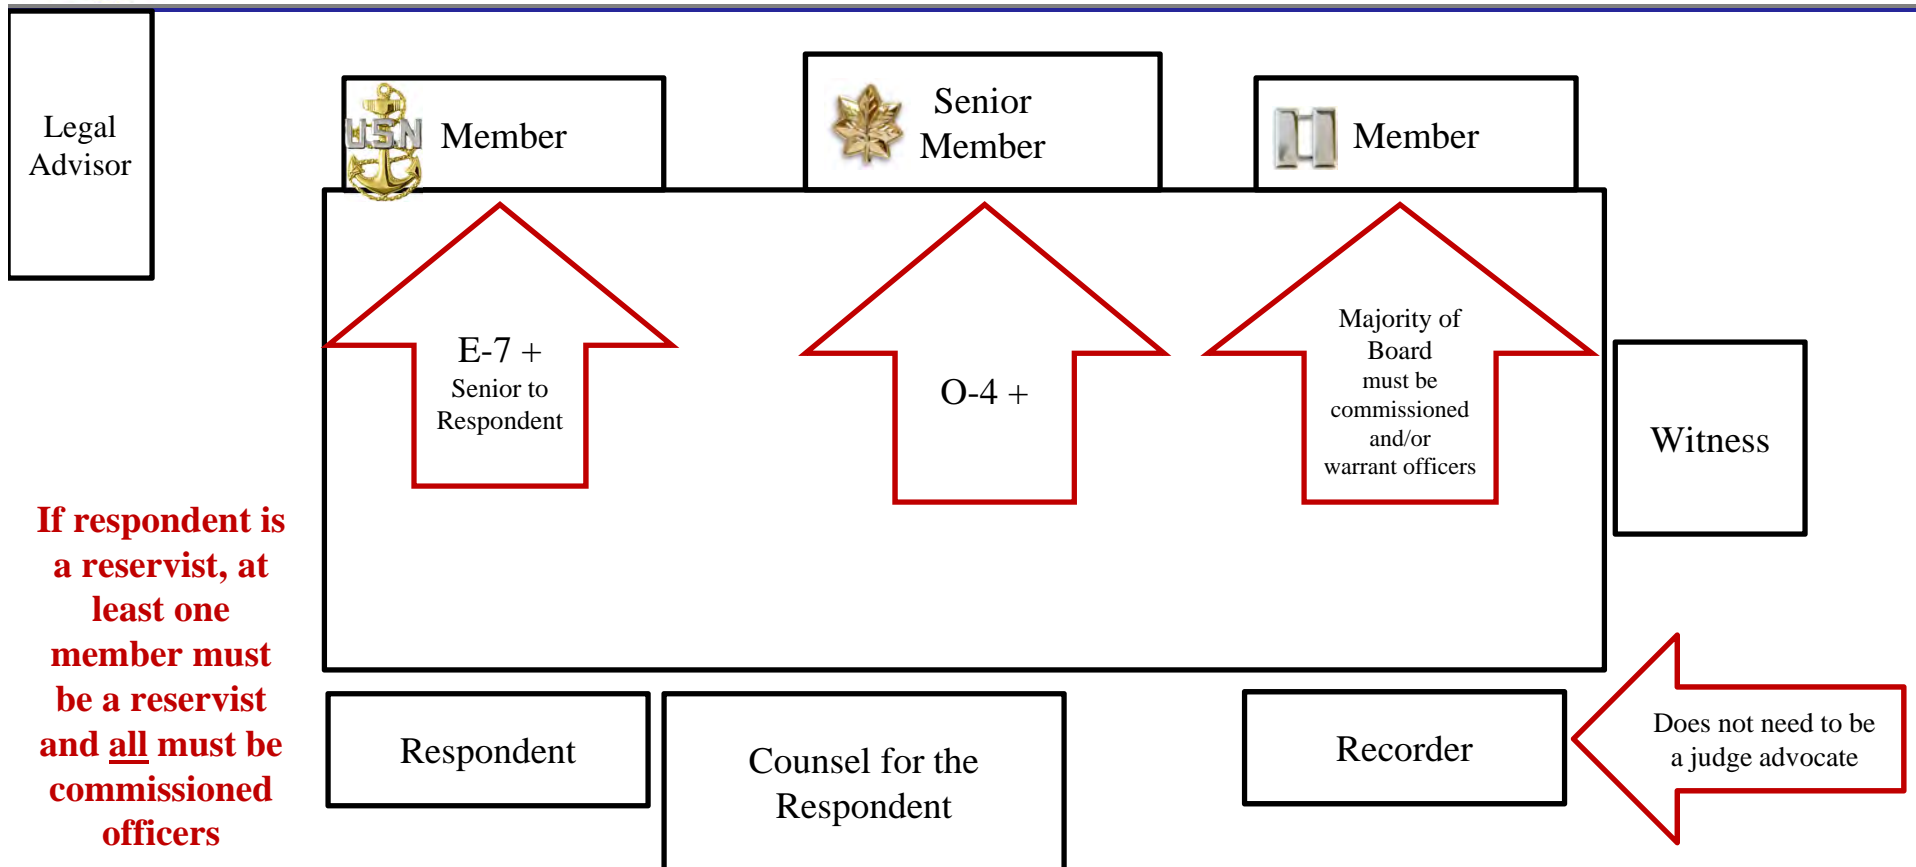 Legal
Advisor
U.S.N
Member
Senior
Member
Member
E-7 +
Senior to
Respondent
O-4 +
Majority of
Board
must be
commissioned
and/or
warrant officers
Witness
If respondent is
a reservist, at
least one
member must
be a reservist
and all must be
commissioned
officers
Respondent
Counsel for the
Respondent
Recorder
Does not need to be
a judge advocate